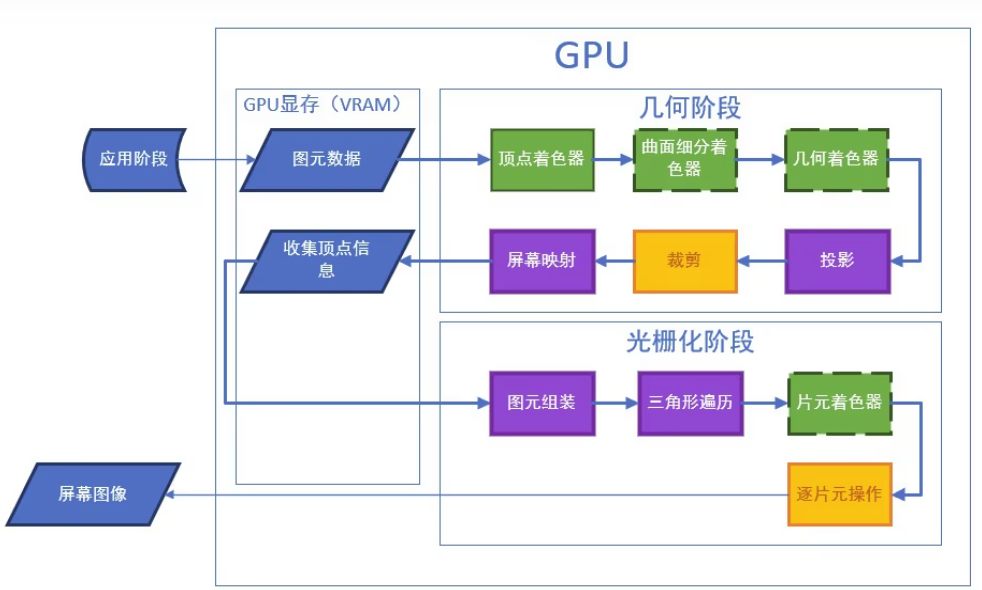 GPU
GPU显存（VRAM）
几何阶段
应用阶段
图元数据
顶点着色器
曲面细分着
色器
几何着色器
收集顶点信
息
屏幕映射
裁剪
投影
光栅化阶段
图元组装
三角形遍历
片元着色器
屏幕图像
逐片元操作